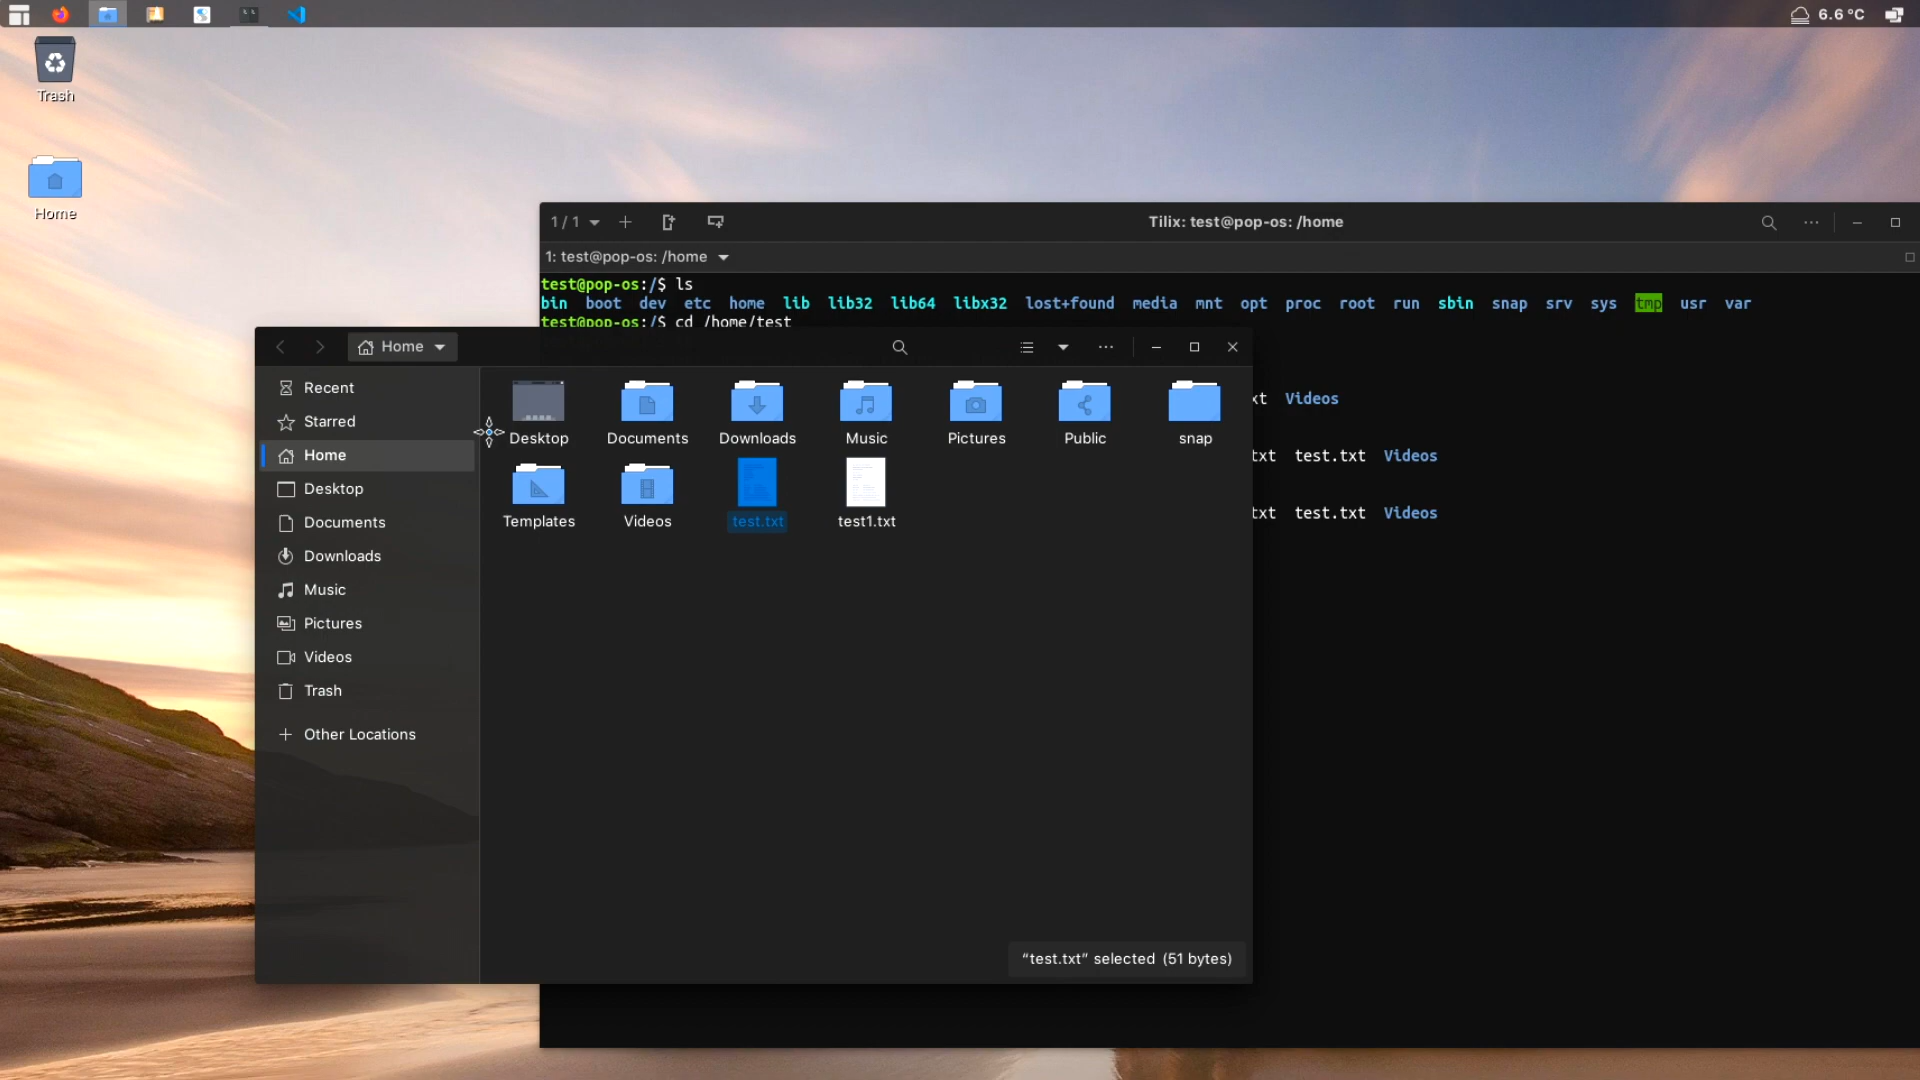 6.6 °C
Trash
Home
1 / 1
Tilix: test@pop-os: /home
1: test@pop-os: /home
test@pop-os:/$ ls
bin boot dev etc home lib lib32 lib64 libx32 lost+found media mnt opt proc root run sbin snap srv sys tmp usr var
test@pop-os:/$ cd /home/test
xt Videos
txt test.txt Videos
txt test.txt Videos
Home
Recent
Starred
Home
Desktop
Documents
Downloads
Music
Pictures
Videos
Trash
Other Locations
Desktop Documents Downloads Music Pictures Public snap
Templates Videos test.txt test1.txt
“test.txt” selected (51 bytes)